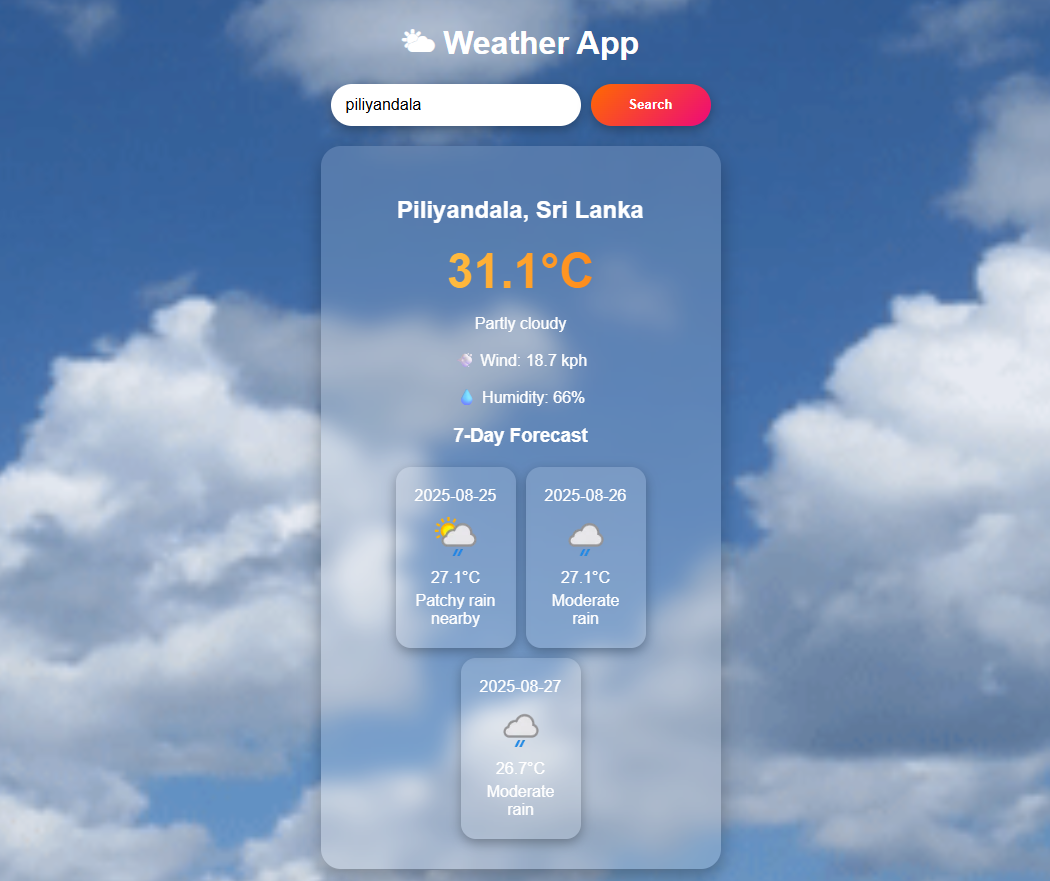 Weather App
piliyandala
Search
Piliyandala, Sri Lanka
31.1°C
Partly cloudy
Wind: 18.7 kph
Humidity: 66%
7-Day Forecast
2025-08-25
27.1°C
Patchy rain
nearby
2025-08-26
27.1°C
Moderate
rain
2025-08-27
26.7°C
Moderate
rain